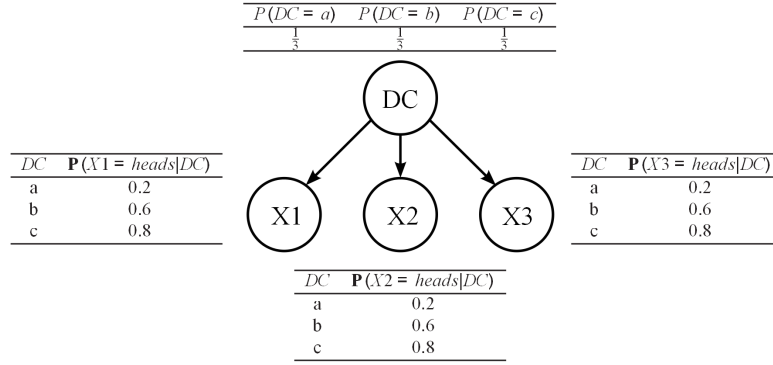 P(DC = a) P(DC = b) P(DC = c)
1/3 1/3 1/3
DC
DC P(X1 = heads|DC)
a 0.2
b 0.6
c 0.8
X1
X2
X3
DC P(X3 = heads|DC)
a 0.2
b 0.6
c 0.8
DC P(X2 = heads|DC)
a 0.2
b 0.6
c 0.8